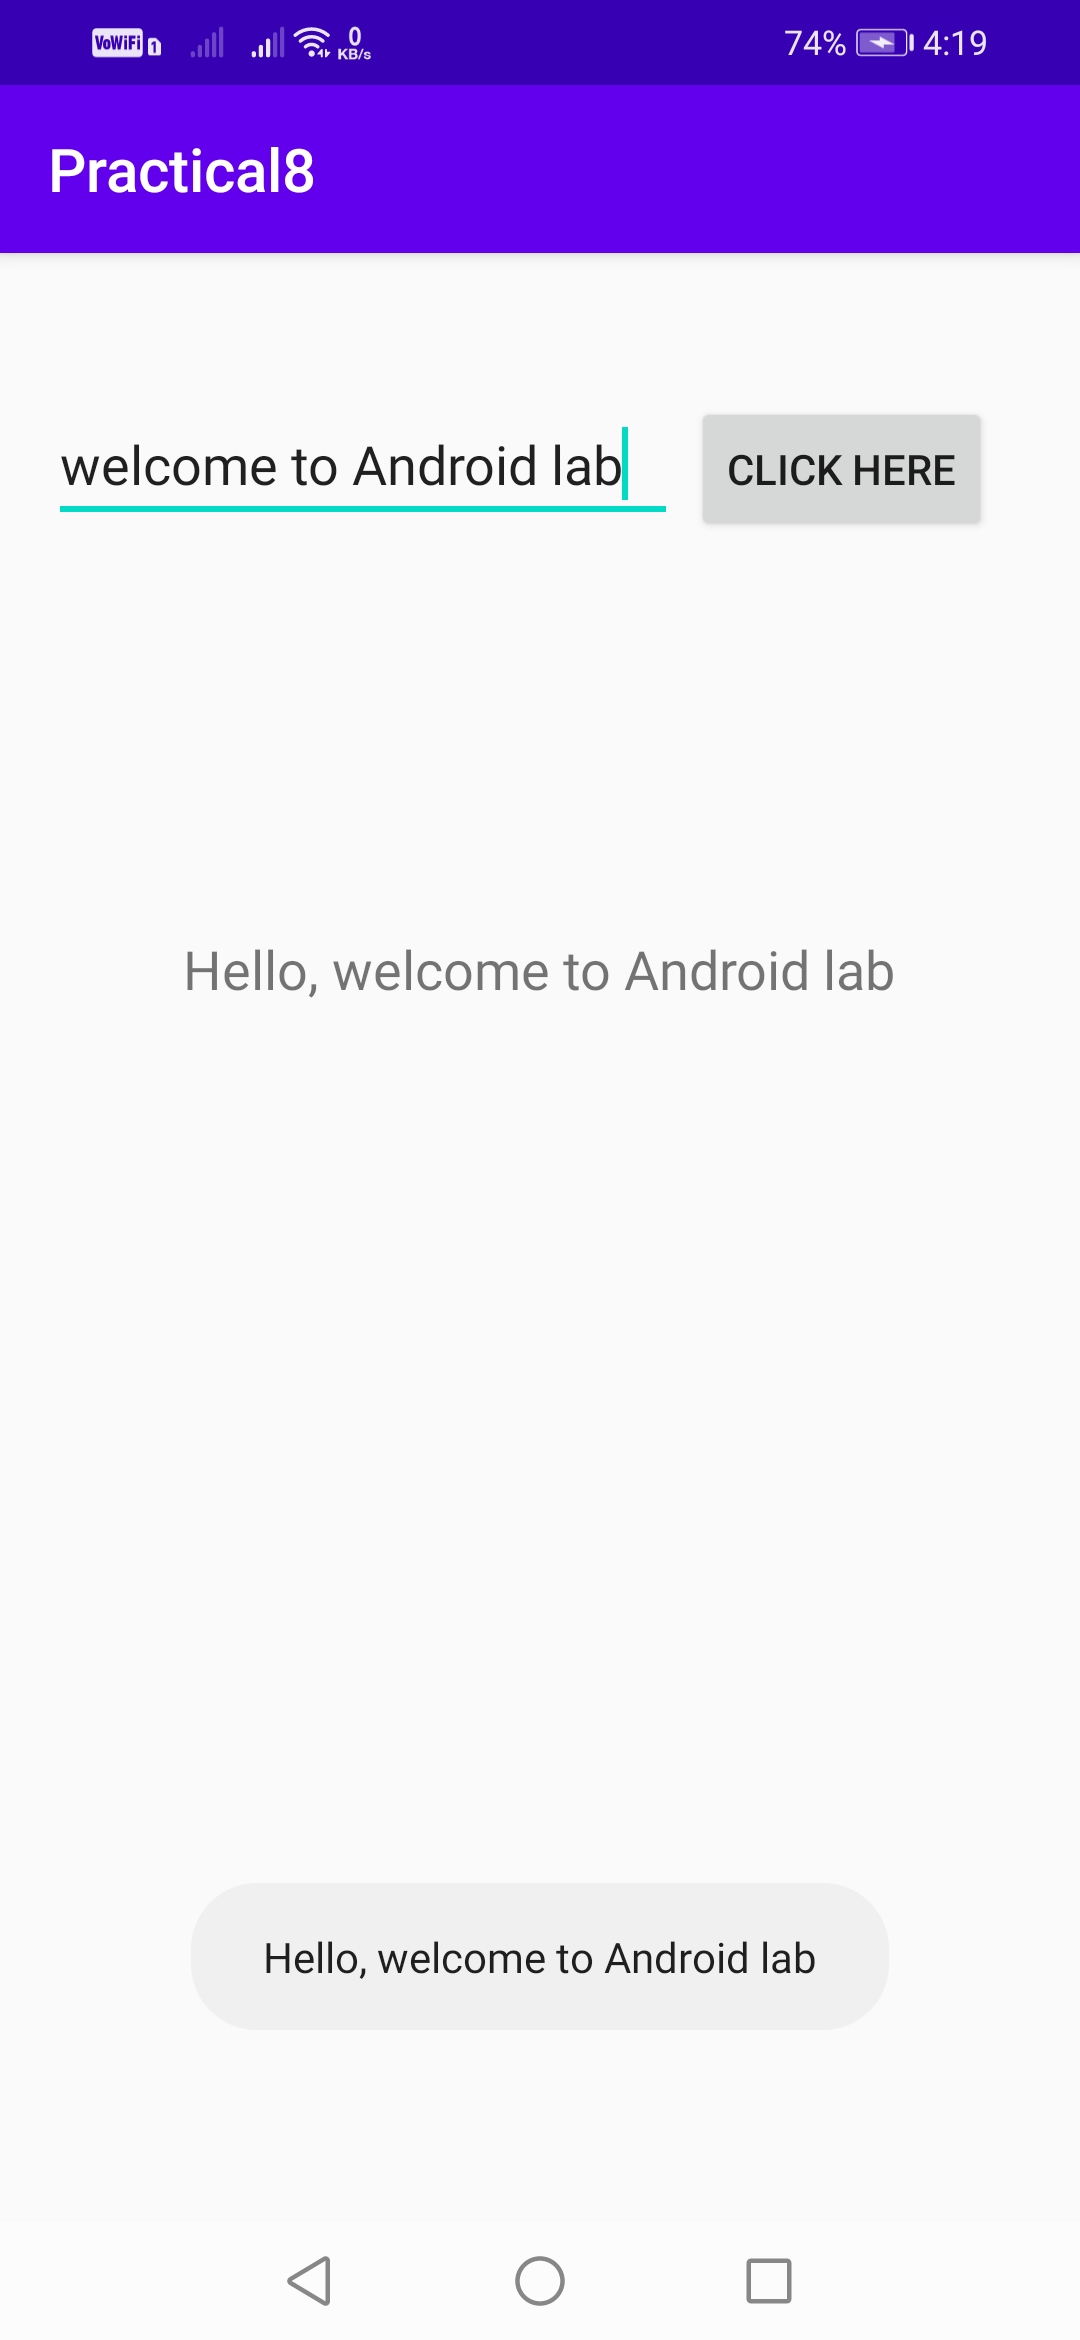 VoWiFi 1 0 KB/s 74% 4:19
Practical8
welcome to Android lab CLICK HERE
Hello, welcome to Android lab
Hello, welcome to Android lab